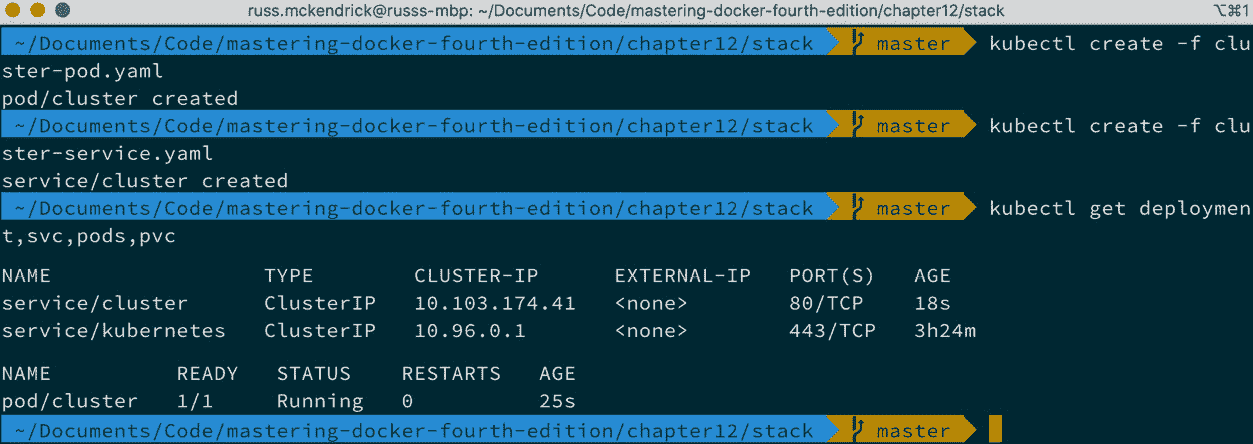 russ.mckendrick@russs-mbp: ~/Documents/Code/mastering-docker-fourth-edition/chapter12/stack ⌥⌘1
~/Documents/Code/mastering-docker-fourth-edition/chapter12/stack master kubectl create -f clu
ster-pod.yaml
pod/cluster created
~/Documents/Code/mastering-docker-fourth-edition/chapter12/stack master kubectl create -f clu
ster-service.yaml
service/cluster created
~/Documents/Code/mastering-docker-fourth-edition/chapter12/stack master kubectl get deploymen
t,svc,pods,pvc
NAME TYPE CLUSTER-IP EXTERNAL-IP PORT(S) AGE
service/cluster ClusterIP 10.103.174.41 <none> 80/TCP 18s
service/kubernetes ClusterIP 10.96.0.1 <none> 443/TCP 3h24m
NAME READY STATUS RESTARTS AGE
pod/cluster 1/1 Running 0 25s
~/Documents/Code/mastering-docker-fourth-edition/chapter12/stack master